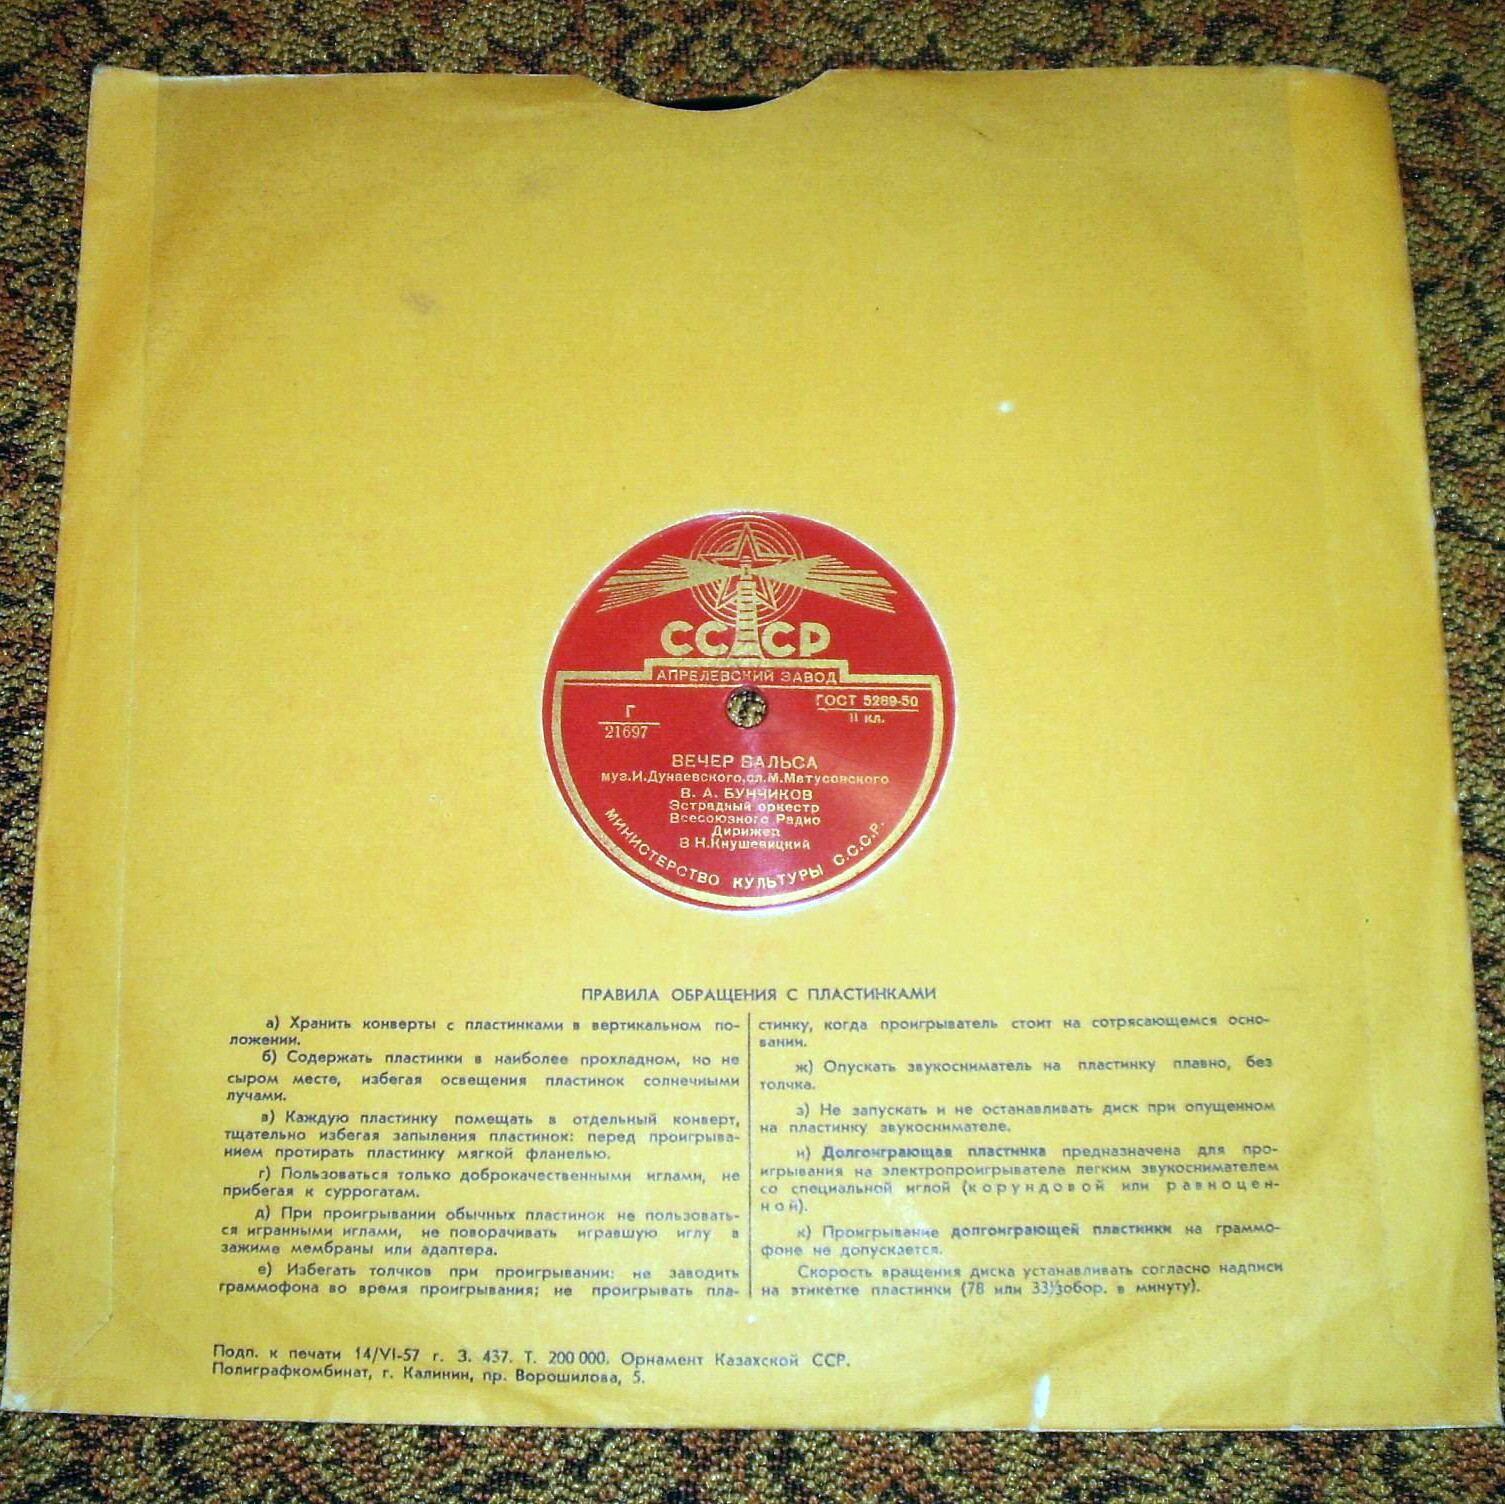 СССР
АПРЕЛЕВСКИЙ ЗАВОД
Г
21697
ГОСТ 5289-50
II кл.
ВЕЧЕР ВАЛЬСА
муз.И.Дунаевского,сл.М.Матусовского
В. А. БУНЧИКОВ
Эстрадный оркестр
Всесоюзного Радио
Дирижер
В Н.Кнушевицкий
МИНИСТЕРСТВО КУЛЬТУРЫ С.С.С.Р.
ПРАВИЛА ОБРАЩЕНИЯ С ПЛАСТИНКАМИ
а) Хранить конверты с пластинками в вертикальном по-
ложении.
б) Содержать пластинки в наиболее прохладном, но не
сыром месте, избегая освещения пластинок солнечными
лучами.
в) Каждую пластинку помещать в отдельный конверт,
тщательно избегая запыления пластинок: перед проигрыва-
нием протирать пластинку мягкой фланелью.
г) Пользоваться только доброкачественными иглами, не
прибегая к суррогатам.
д) При проигрывании обычных пластинок не пользовать-
ся игранными иглами, не поворачивать игравшую иглу в
зажиме мембраны или адаптера.
е) Избегать толчков при проигрывании: не заводить
граммофона во время проигрывания; не проигрывать пла-
стинку, когда проигрыватель стоит на сотрясающемся осно-
вании.
ж) Опускать звукосниматель на пластинку плавно, без
толчка.
з) Не запускать и не останавливать диск при опущенном
на пластинку звукоснимателе.
и) Долгоиграющая пластинка предназначена для про-
игрывания на электропроигрывателе легким звукоснимателем
со специальной иглой (корундовой или равноцен-
ной).
к) Проигрывание долгоиграющей пластинки на граммо-
фоне не допускается.
Скорость вращения диска устанавливать согласно надписи
на этикетке пластинки (78 или 33⅓обор. в минуту).
Подп. к печати 14/VI-57 г. З. 437. Т. 200 000. Орнамент Казахской ССР.
Полиграфкомбинат, г. Калинин, пр. Ворошилова, 5.